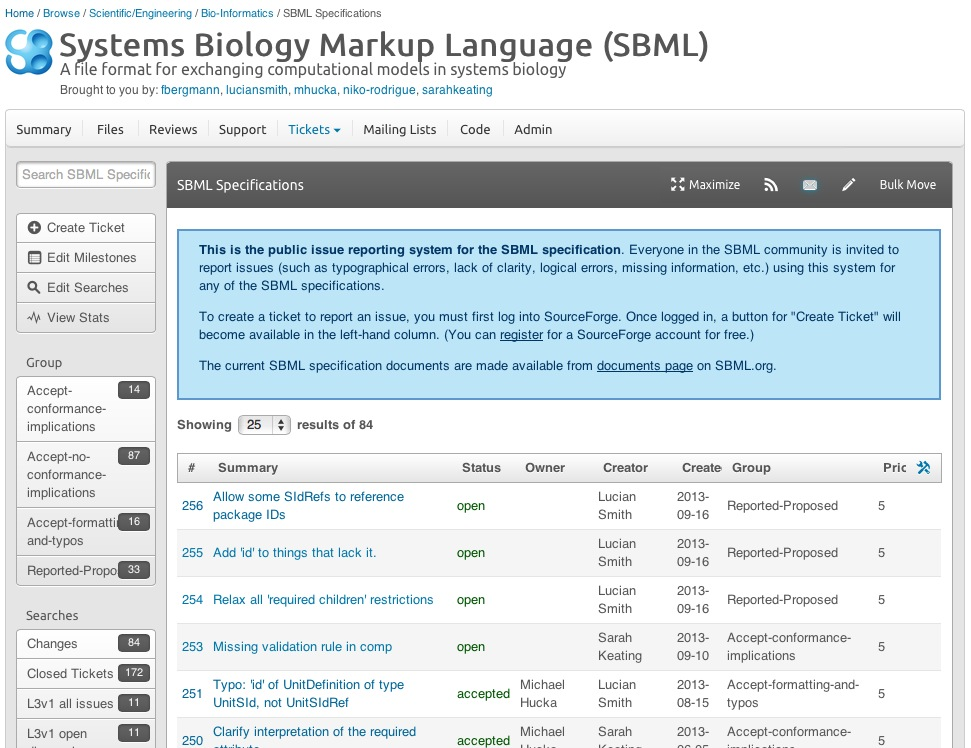 Home / Browse / Scientific/Engineering / Bio-Informatics / SBML Specifications
Systems Biology Markup Language (SBML)
A file format for exchanging computational models in systems biology
Brought to you by: fbergmann, luciansmith, mhucka, niko-rodrigue, sarahkeating
Summary Files Reviews Support Tickets Mailing Lists Code Admin
Search SBML Specific
Create Ticket
Edit Milestones
Edit Searches
View Stats
Group
Accept- 14
conformance-
implications
Accept-no- 87
conformance-
implications
Accept-formatti 16
and-typos
Reported-Propo 33
Searches
Changes 84
Closed Tickets 172
L3v1 all issues 11
L3v1 open 11
SBML Specifications Maximize Bulk Move
This is the public issue reporting system for the SBML specification. Everyone in the SBML community is invited to
report issues (such as typographical errors, lack of clarity, logical errors, missing information, etc.) using this system for
any of the SBML specifications.
To create a ticket to report an issue, you must first log into SourceForge. Once logged in, a button for "Create Ticket" will
become available in the left-hand column. (You can register for a SourceForge account for free.)
The current SBML specification documents are made available from documents page on SBML.org.
Showing 25 results of 84
# Summary Status Owner Creator Create Group Pric
256 Allow some SIdRefs to reference package IDs open Lucian Smith 2013-09-16 Reported-Proposed 5
255 Add 'id' to things that lack it. open Lucian Smith 2013-09-16 Reported-Proposed 5
254 Relax all 'required children' restrictions open Lucian Smith 2013-09-16 Reported-Proposed 5
253 Missing validation rule in comp open Sarah Keating 2013-09-10 Accept-conformance-implications 5
251 Typo: 'id' of UnitDefinition of type UnitSId, not UnitSIdRef accepted Michael Hucka Lucian Smith 2013-08-15 Accept-formatting-and-typos 5
250 Clarify interpretation of the required accepted Michael Sarah 2013- Accept-conformance- 5